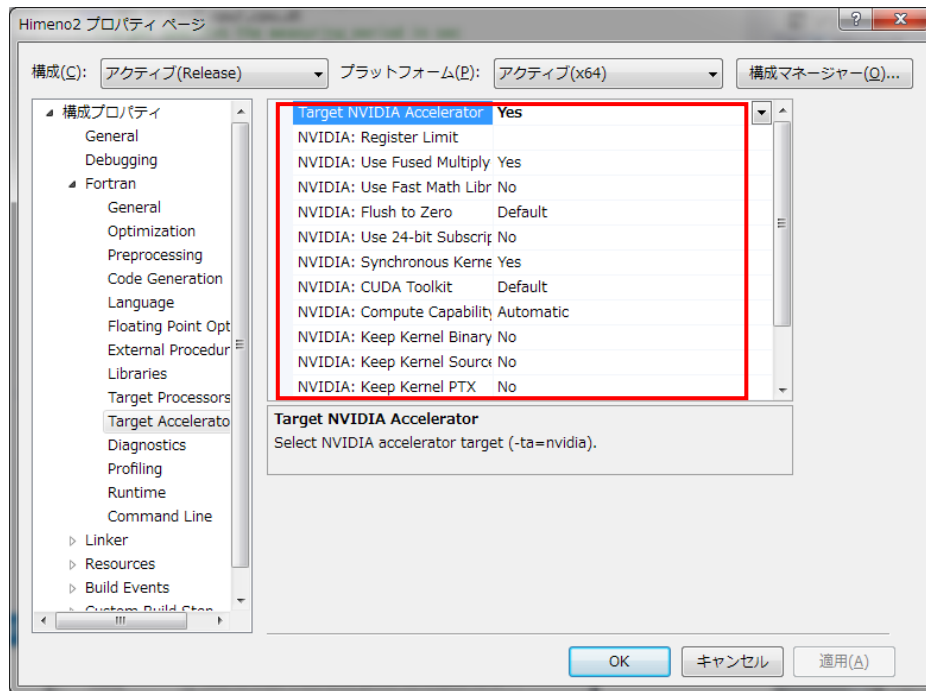 Himeno2 プロパティ ページ
構成(C): アクティブ(Release) プラットフォーム(P): アクティブ(x64) 構成マネージャー(O)...
構成プロパティ
General
Debugging
Fortran
General
Optimization
Preprocessing
Code Generation
Language
Floating Point Opt
External Procedur
Libraries
Target Processors
Target Accelerato
Diagnostics
Profiling
Runtime
Command Line
Linker
Resources
Build Events
Custom Build Step
Target NVIDIA Accelerator Yes
NVIDIA: Register Limit
NVIDIA: Use Fused Multiply Yes
NVIDIA: Use Fast Math Libr No
NVIDIA: Flush to Zero Default
NVIDIA: Use 24-bit Subscrip No
NVIDIA: Synchronous Kerne Yes
NVIDIA: CUDA Toolkit Default
NVIDIA: Compute Capability Automatic
NVIDIA: Keep Kernel Binary No
NVIDIA: Keep Kernel Source No
NVIDIA: Keep Kernel PTX No
Target NVIDIA Accelerator
Select NVIDIA accelerator target (-ta=nvidia).
OK キャンセル 適用(A)